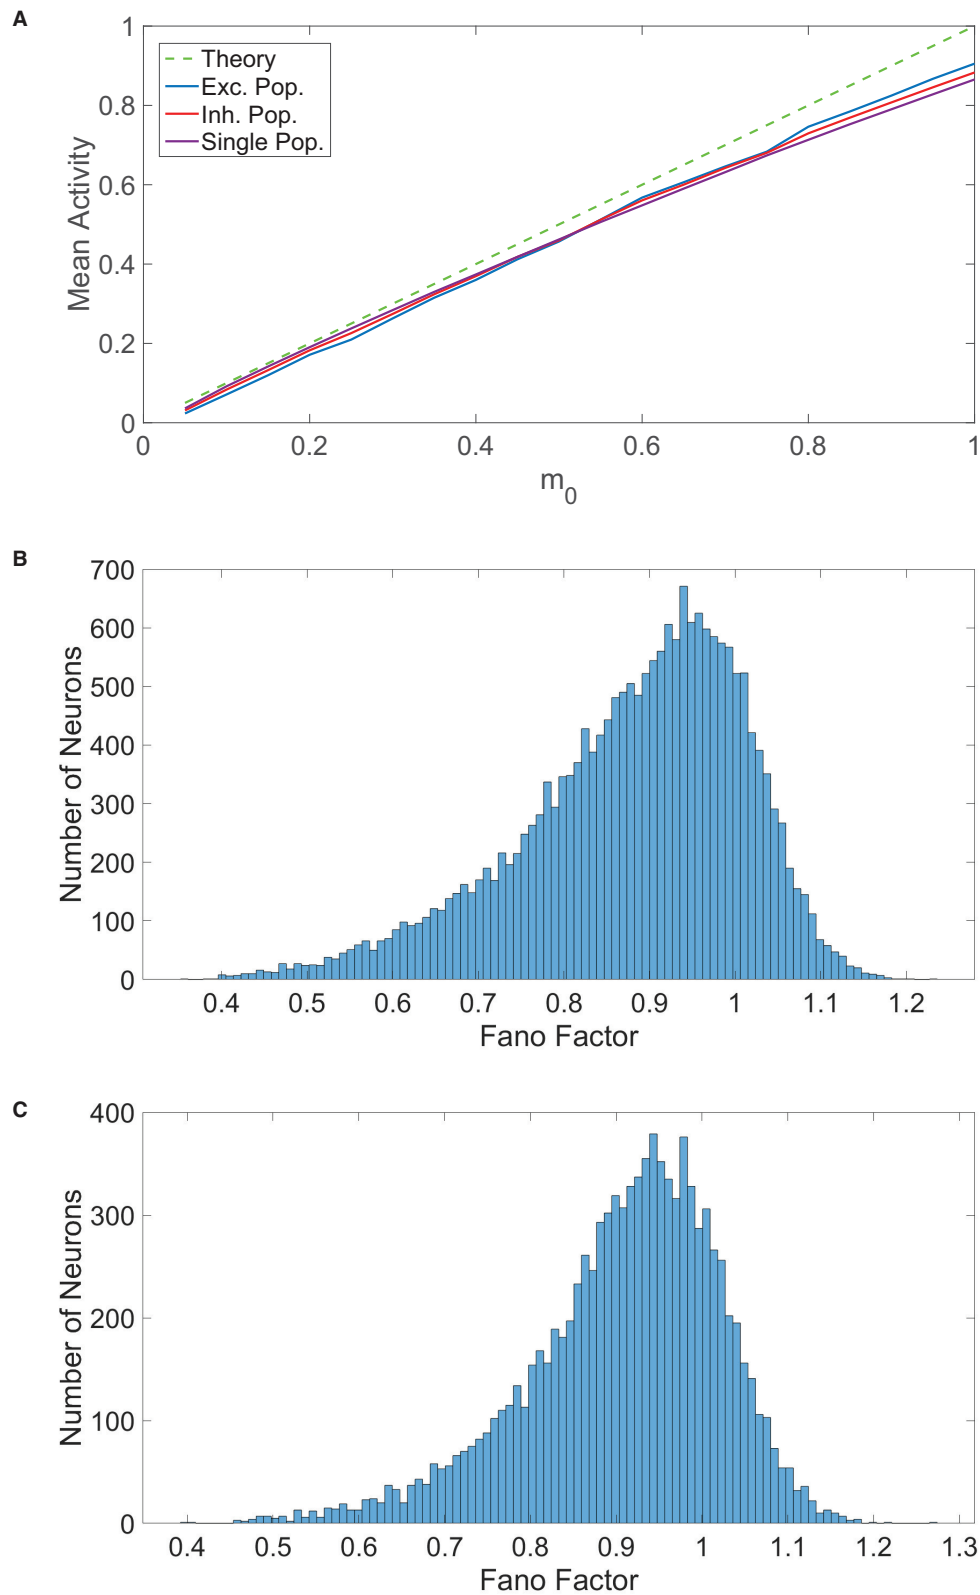 A
1
0.8
0.6
0.4
0.2
0
Mean Activity
Theory
Exc. Pop.
Inh. Pop.
Single Pop.
0 0.2 0.4 0.6 0.8 1
m0
B
700
600
500
400
300
200
100
0
Number of Neurons
0.4 0.5 0.6 0.7 0.8 0.9 1 1.1 1.2
Fano Factor
C
400
300
200
100
0
Number of Neurons
0.4 0.5 0.6 0.7 0.8 0.9 1 1.1 1.2 1.3
Fano Factor